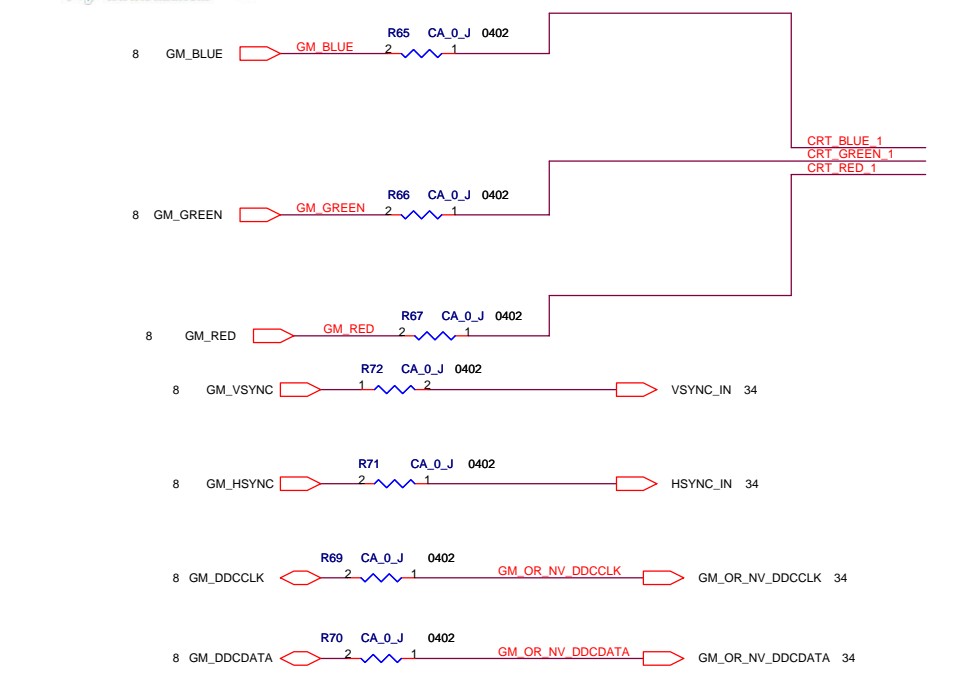 R65 CA_0_J 0402
8 GM_BLUE GM_BLUE 2 1
CRT_BLUE_1
CRT_GREEN_1
CRT_RED_1
R66 CA_0_J 0402
8 GM_GREEN GM_GREEN 2 1
R67 CA_0_J 0402
8 GM_RED GM_RED 2 1
R72 CA_0_J 0402
8 GM_VSYNC 1 2 VSYNC_IN 34
R71 CA_0_J 0402
8 GM_HSYNC 2 1 HSYNC_IN 34
R69 CA_0_J 0402
8 GM_DDCCLK 2 1 GM_OR_NV_DDCCLK GM_OR_NV_DDCCLK 34
R70 CA_0_J 0402
8 GM_DDCDATA 2 1 GM_OR_NV_DDCDATA GM_OR_NV_DDCDATA 34